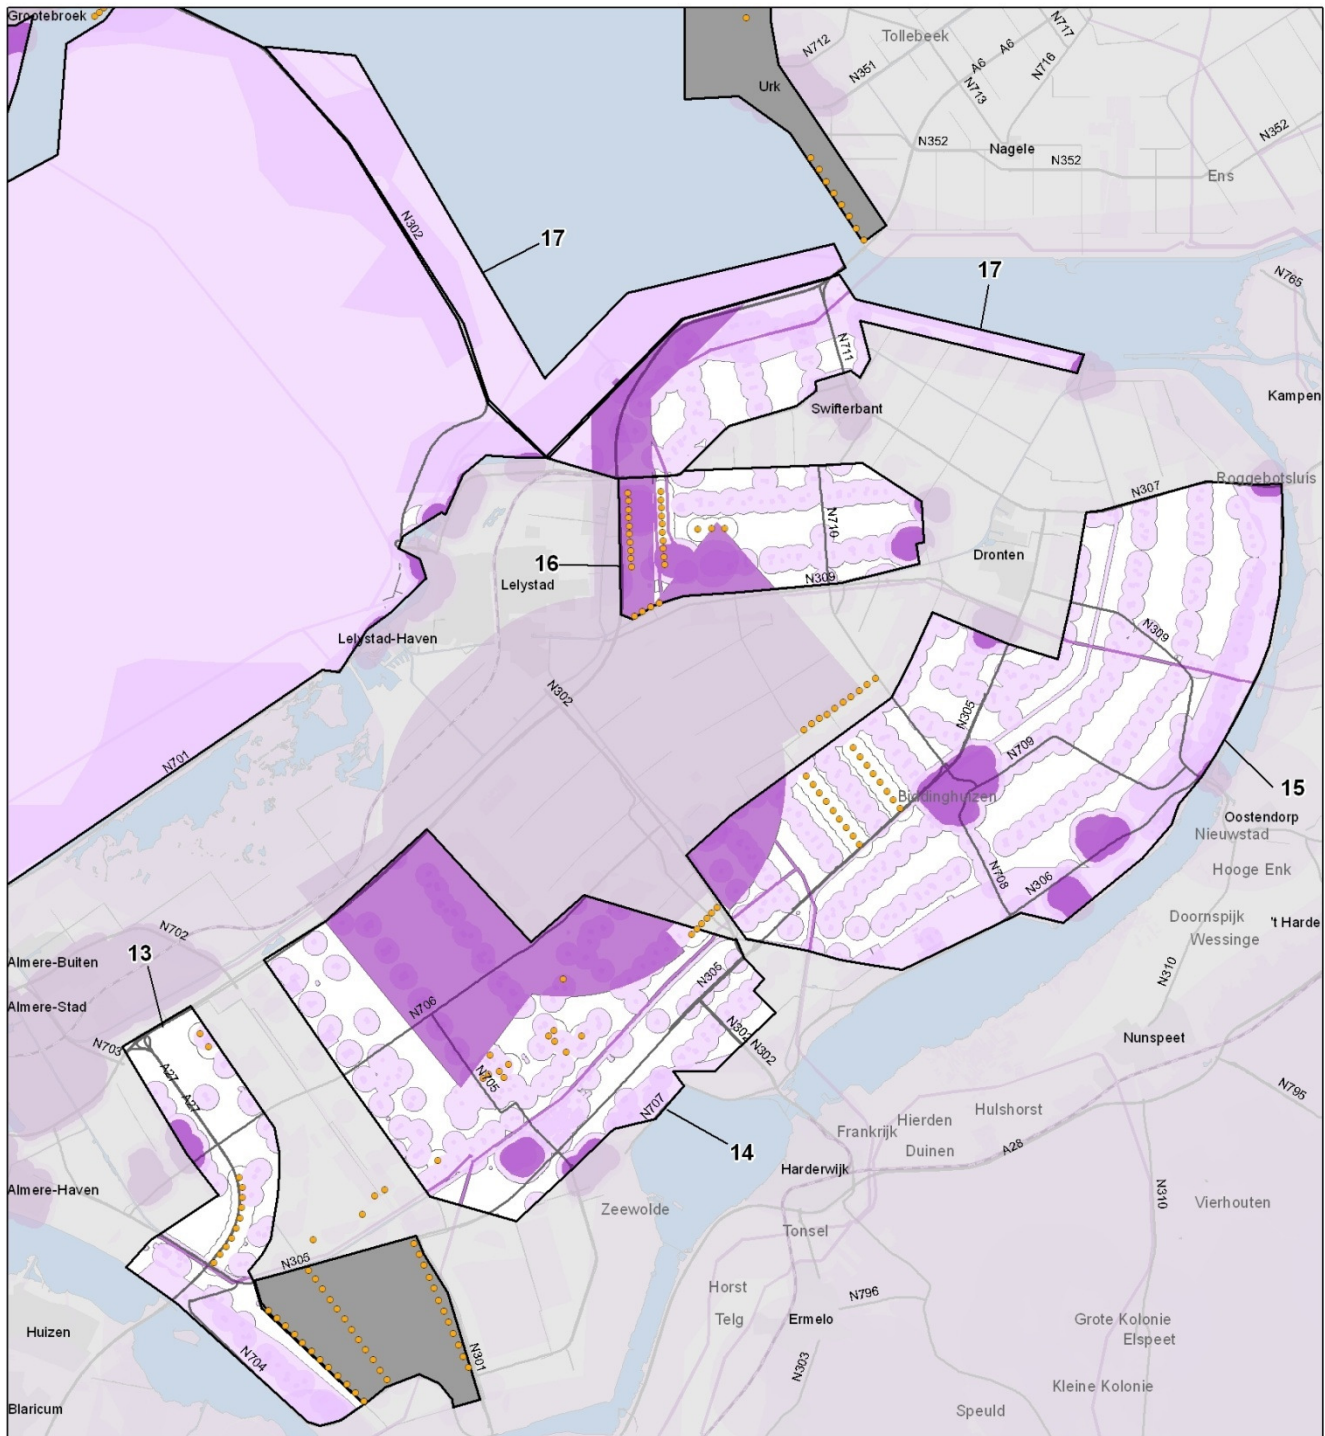 Grootebroek
N712
Tollebeek
N717
A6
A6
N716
N351
N713
Urk
N352
Nagele
N352
N352
Ens
N302
17
17
N765
N711
Kampen
Swifterbant
Roggebotsluis
N307
N710
16
Lelystad
Dronten
N309
N309
Lelystad-Haven
N302
N305
N709
N701
15
Biddinghuizen
Oostendorp
Nieuwstad
Hooge Enk
N708
N306
Doornspijk
't Harde
Wessinge
N702
13
Almere-Buiten
N310
N305
N706
Almere-Stad
N302
N302
Nunspeet
N703
A27
A27
N705
N795
N707
Hulshorst
Hierden
Frankrijk
Duinen
A28
14
Harderwijk
Almere-Haven
N310
Vierhouten
Zeewolde
Tonsel
N305
Horst
N796
Telg
Ermelo
Grote Kolonie
Elspeet
Huizen
N704
N301
N303
Kleine Kolonie
Blaricum
Speuld